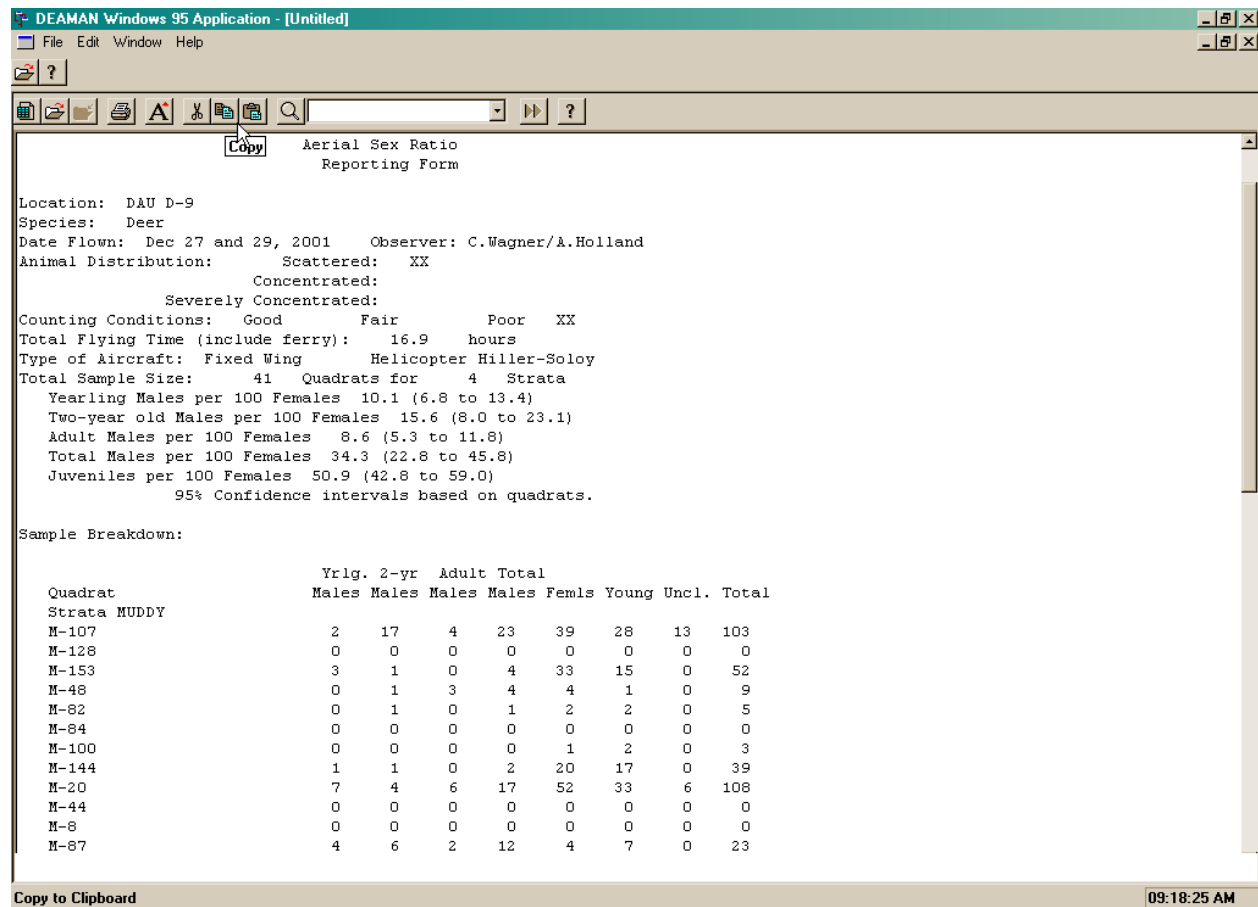 DEAMAN Windows 95 Application - [Untitled]
File Edit Window Help
?
?
Copy
Aerial Sex Ratio
Reporting Form
Location: DAU D-9
Species: Deer
Date Flown: Dec 27 and 29, 2001 Observer: C.Wagner/A.Holland
Animal Distribution: Scattered: XX
Concentrated:
Severely Concentrated:
Counting Conditions: Good Fair Poor XX
Total Flying Time (include ferry): 16.9 hours
Type of Aircraft: Fixed Wing Helicopter Hiller-Soloy
Total Sample Size: 41 Quadrats for 4 Strata
Yearling Males per 100 Females 10.1 (6.8 to 13.4)
Two-year old Males per 100 Females 15.6 (8.0 to 23.1)
Adult Males per 100 Females 8.6 (5.3 to 11.8)
Total Males per 100 Females 34.3 (22.8 to 45.8)
Juveniles per 100 Females 50.9 (42.8 to 59.0)
95% Confidence intervals based on quadrats.
Sample Breakdown:
Yrlg. 2-yr Adult Total
Quadrat Males Males Males Males Femls Young Uncl. Total
Strata MUDDY
M-107 2 17 4 23 39 28 13 103
M-128 0 0 0 0 0 0 0 0
M-153 3 1 0 4 33 15 0 52
M-48 0 1 3 4 4 1 0 9
M-82 0 1 0 1 2 2 0 5
M-84 0 0 0 0 0 0 0 0
M-100 0 0 0 0 1 2 0 3
M-144 1 1 0 2 20 17 0 39
M-20 7 4 6 17 52 33 6 108
M-44 0 0 0 0 0 0 0 0
M-8 0 0 0 0 0 0 0 0
M-87 4 6 2 12 4 7 0 23
Copy to Clipboard 09:18:25 AM